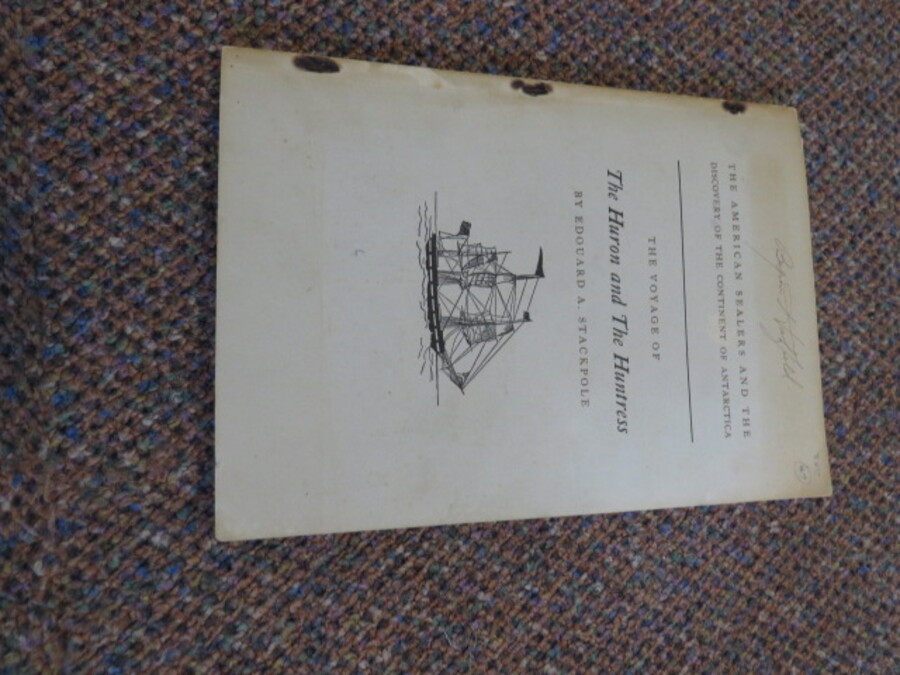 THE AMERICAN SEALERS AND THE
DISCOVERY OF THE CONTINENT OF ANTARCTICA
THE VOYAGE OF
The Huron and The Huntress
BY EDOUARD A. STACKPOLE